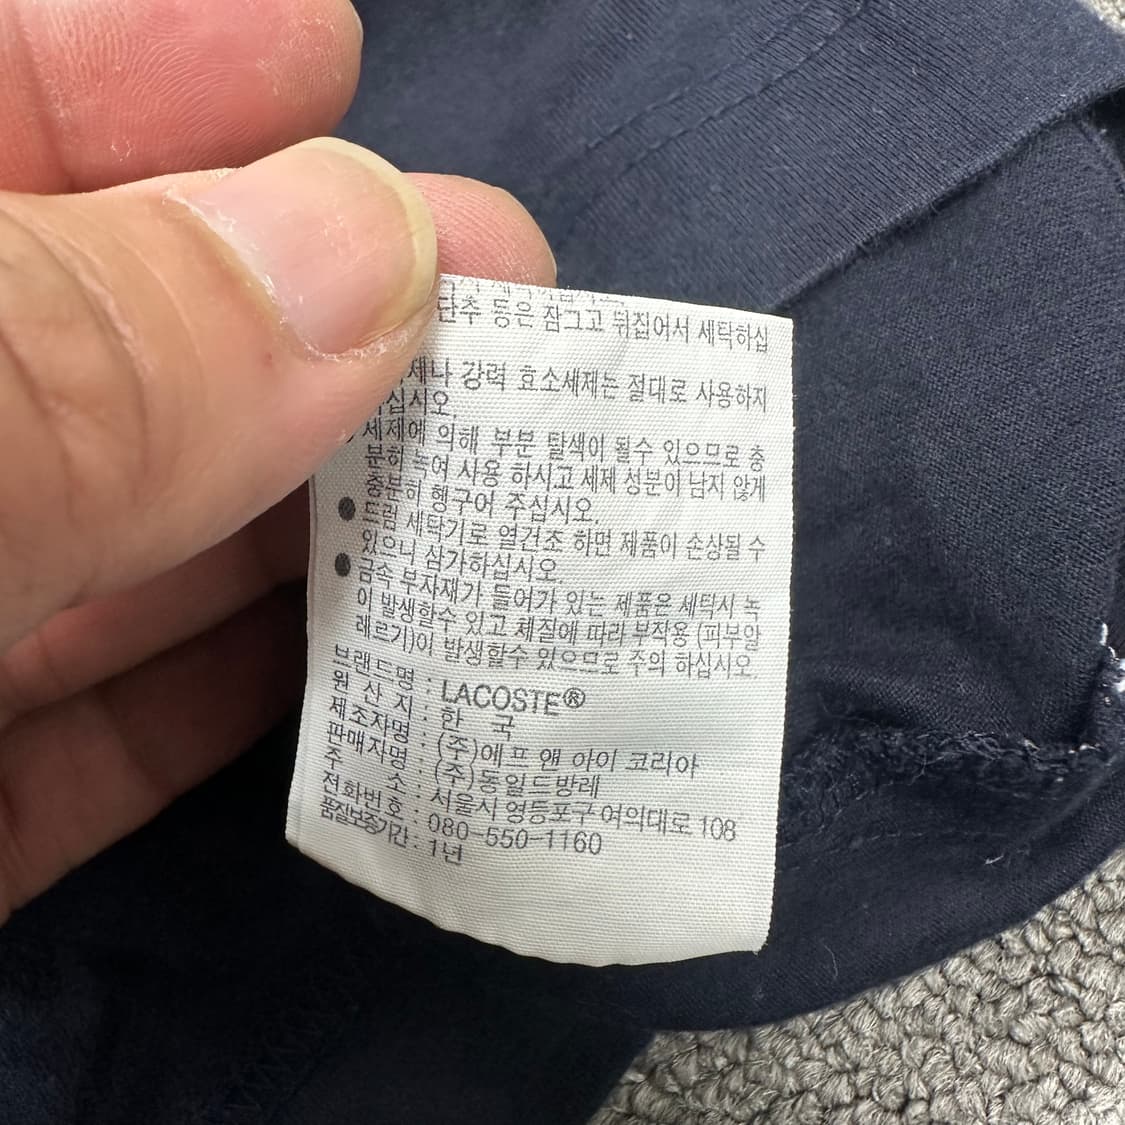 단추 등은 잠그고 뒤집어서 세탁하십
제나 강력 효소세제는 절대로 사용하지
십시오.
세제에 의해 부분 탈색이 될수 있으므로 충
분히 녹여 사용 하시고 세제 성분이 남지 않게
충분히 헹구어 주십시오.
● 드럼 세탁기로 열건조 하면 제품이 손상될 수
있으니 삼가하십시오.
● 금속 부자재기 들어가 있는 제품은 세탁시 녹
이 발생할수 있고 체질에 따라 부작용 (피부알
레르기)이 발생할수 있으므로 주의 하십시오.
브랜드명 : LACOSTE®
원 산 지 : 한 국
제조자명 : (주)에프 앤 아이 코리아
판매자명 : (주)동일드방레
주 소 : 서울시 영등포구 여의대로 108
전화번호 : 080-550-1160
품질보증기간 : 1년